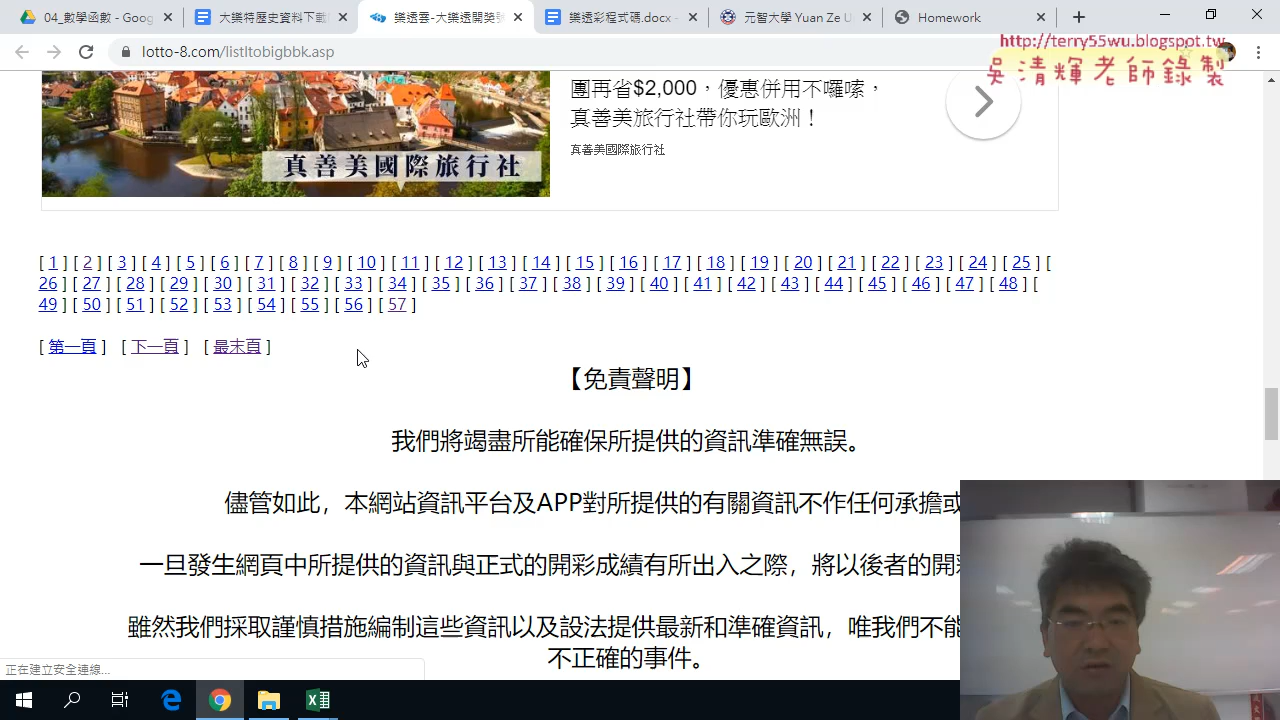 04_數學函數 - Goog
大樂特歷史資料下載
樂透雲-大樂透開獎號
樂透彩程式碼.docx -
元智大學 Yuan Ze U
Homework
lotto-8.com/listltobigbbk.asp
http://terry55wu.blogspot.tw
吳清輝老師錄製
團再省$2,000，優惠併用不囉嗦，
真善美旅行社帶你玩歐洲！
真善美國際旅行社
真善美國際旅行社
[ 1 ] [ 2 ] [ 3 ] [ 4 ] [ 5 ] [ 6 ] [ 7 ] [ 8 ] [ 9 ] [ 10 ] [ 11 ] [ 12 ] [ 13 ] [ 14 ] [ 15 ] [ 16 ] [ 17 ] [ 18 ] [ 19 ] [ 20 ] [ 21 ] [ 22 ] [ 23 ] [ 24 ] [ 25 ] [
26 ] [ 27 ] [ 28 ] [ 29 ] [ 30 ] [ 31 ] [ 32 ] [ 33 ] [ 34 ] [ 35 ] [ 36 ] [ 37 ] [ 38 ] [ 39 ] [ 40 ] [ 41 ] [ 42 ] [ 43 ] [ 44 ] [ 45 ] [ 46 ] [ 47 ] [ 48 ] [
49 ] [ 50 ] [ 51 ] [ 52 ] [ 53 ] [ 54 ] [ 55 ] [ 56 ] [ 57 ]
[ 第一頁 ] [ 下一頁 ] [ 最末頁 ]
【免責聲明】
我們將竭盡所能確保所提供的資訊準確無誤。
儘管如此，本網站資訊平台及APP對所提供的有關資訊不作任何承擔或
一旦發生網頁中所提供的資訊與正式的開彩成績有所出入之際，將以後者的開彩
雖然我們採取謹慎措施編制這些資訊以及設法提供最新和準確資訊，唯我們不能
不正確的事件。
正在建立安全連線...